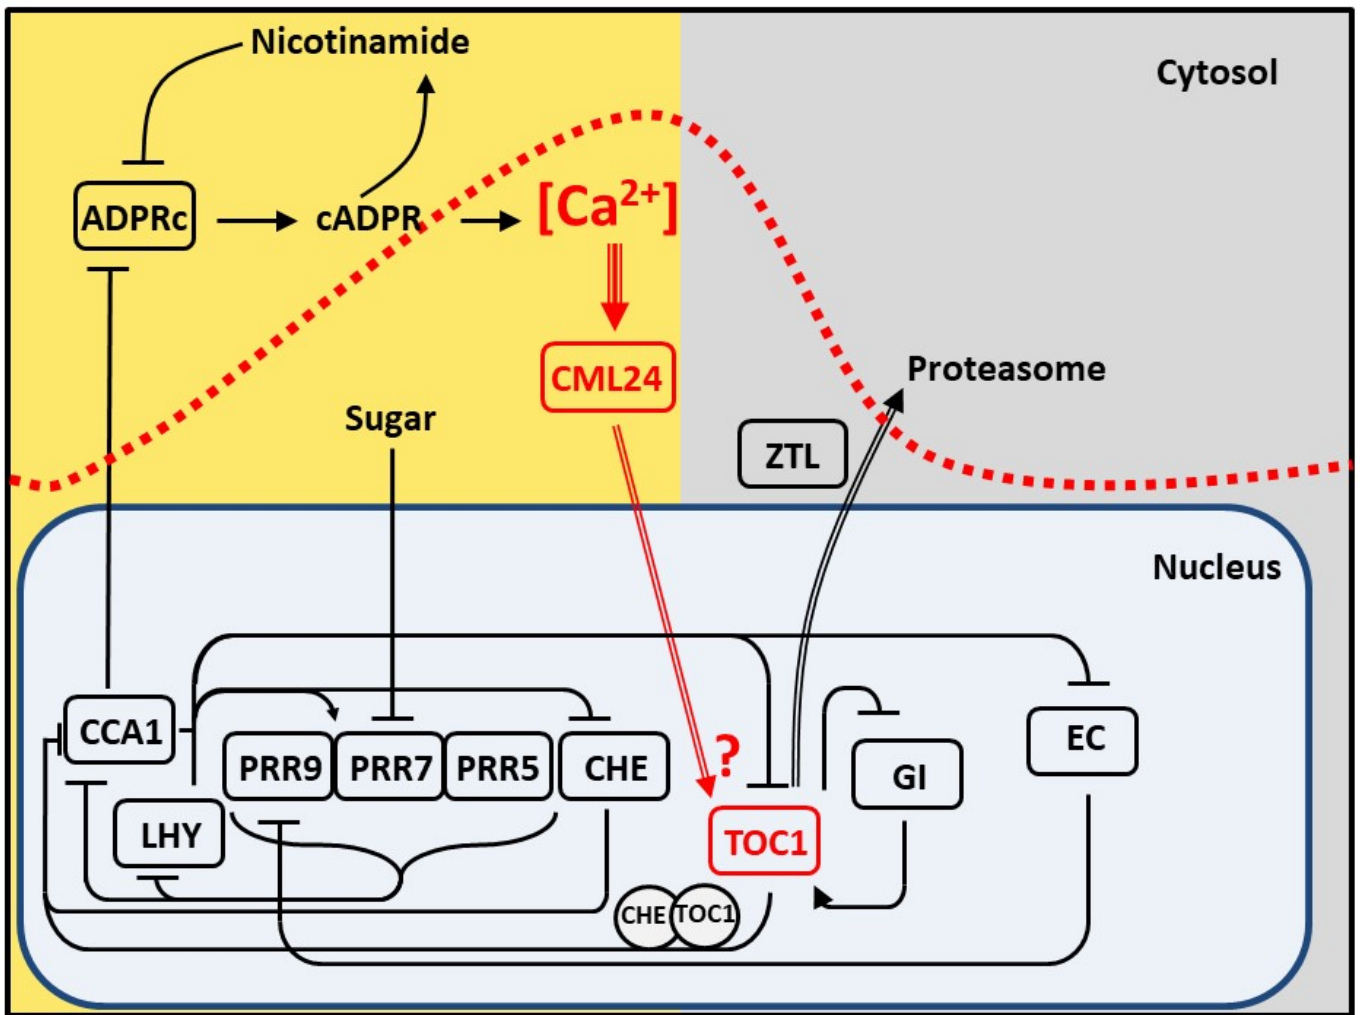 Nicotinamide
Cytosol
ADPRc
cADPR
[Ca²⁺]
CML24
Proteasome
Sugar
ZTL
Nucleus
CCA1
PRR9
PRR7
PRR5
CHE
?
GI
EC
LHY
TOC1
CHE
TOC1